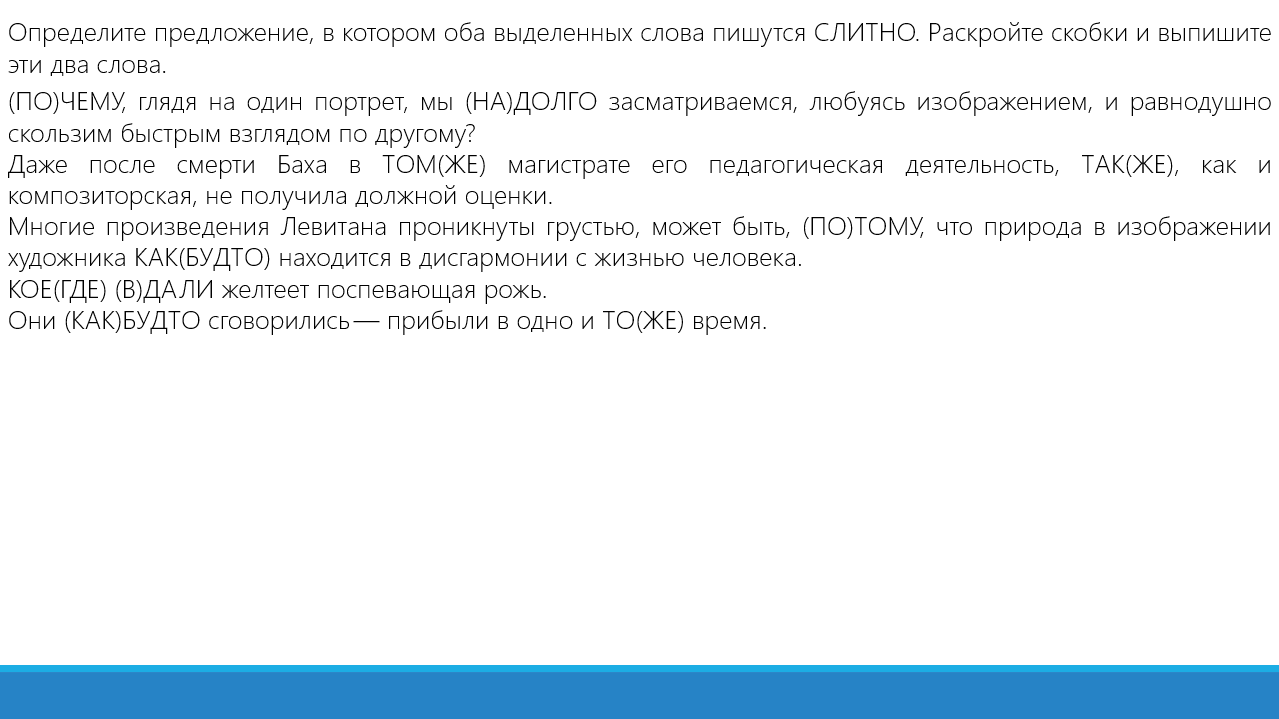 Определите предложение, в котором оба выделенных слова пишутся СЛИТНО. Раскройте скобки и выпишите
эти два слова.
(ПО)ЧЕМУ, глядя на один портрет, мы (НА)ДОЛГО засматриваемся, любуясь изображением, и равнодушно
скользим быстрым взглядом по другому?
Даже после смерти Баха в ТОМ(ЖЕ) магистрате его педагогическая деятельность, ТАК(ЖЕ), как и
композиторская, не получила должной оценки.
Многие произведения Левитана проникнуты грустью, может быть, (ПО)ТОМУ, что природа в изображении
художника КАК(БУДТО) находится в дисгармонии с жизнью человека.
КОЕ(ГДЕ) (В)ДАЛИ желтеет поспевающая рожь.
Они (КАК)БУДТО сговорились — прибыли в одно и ТО(ЖЕ) время.